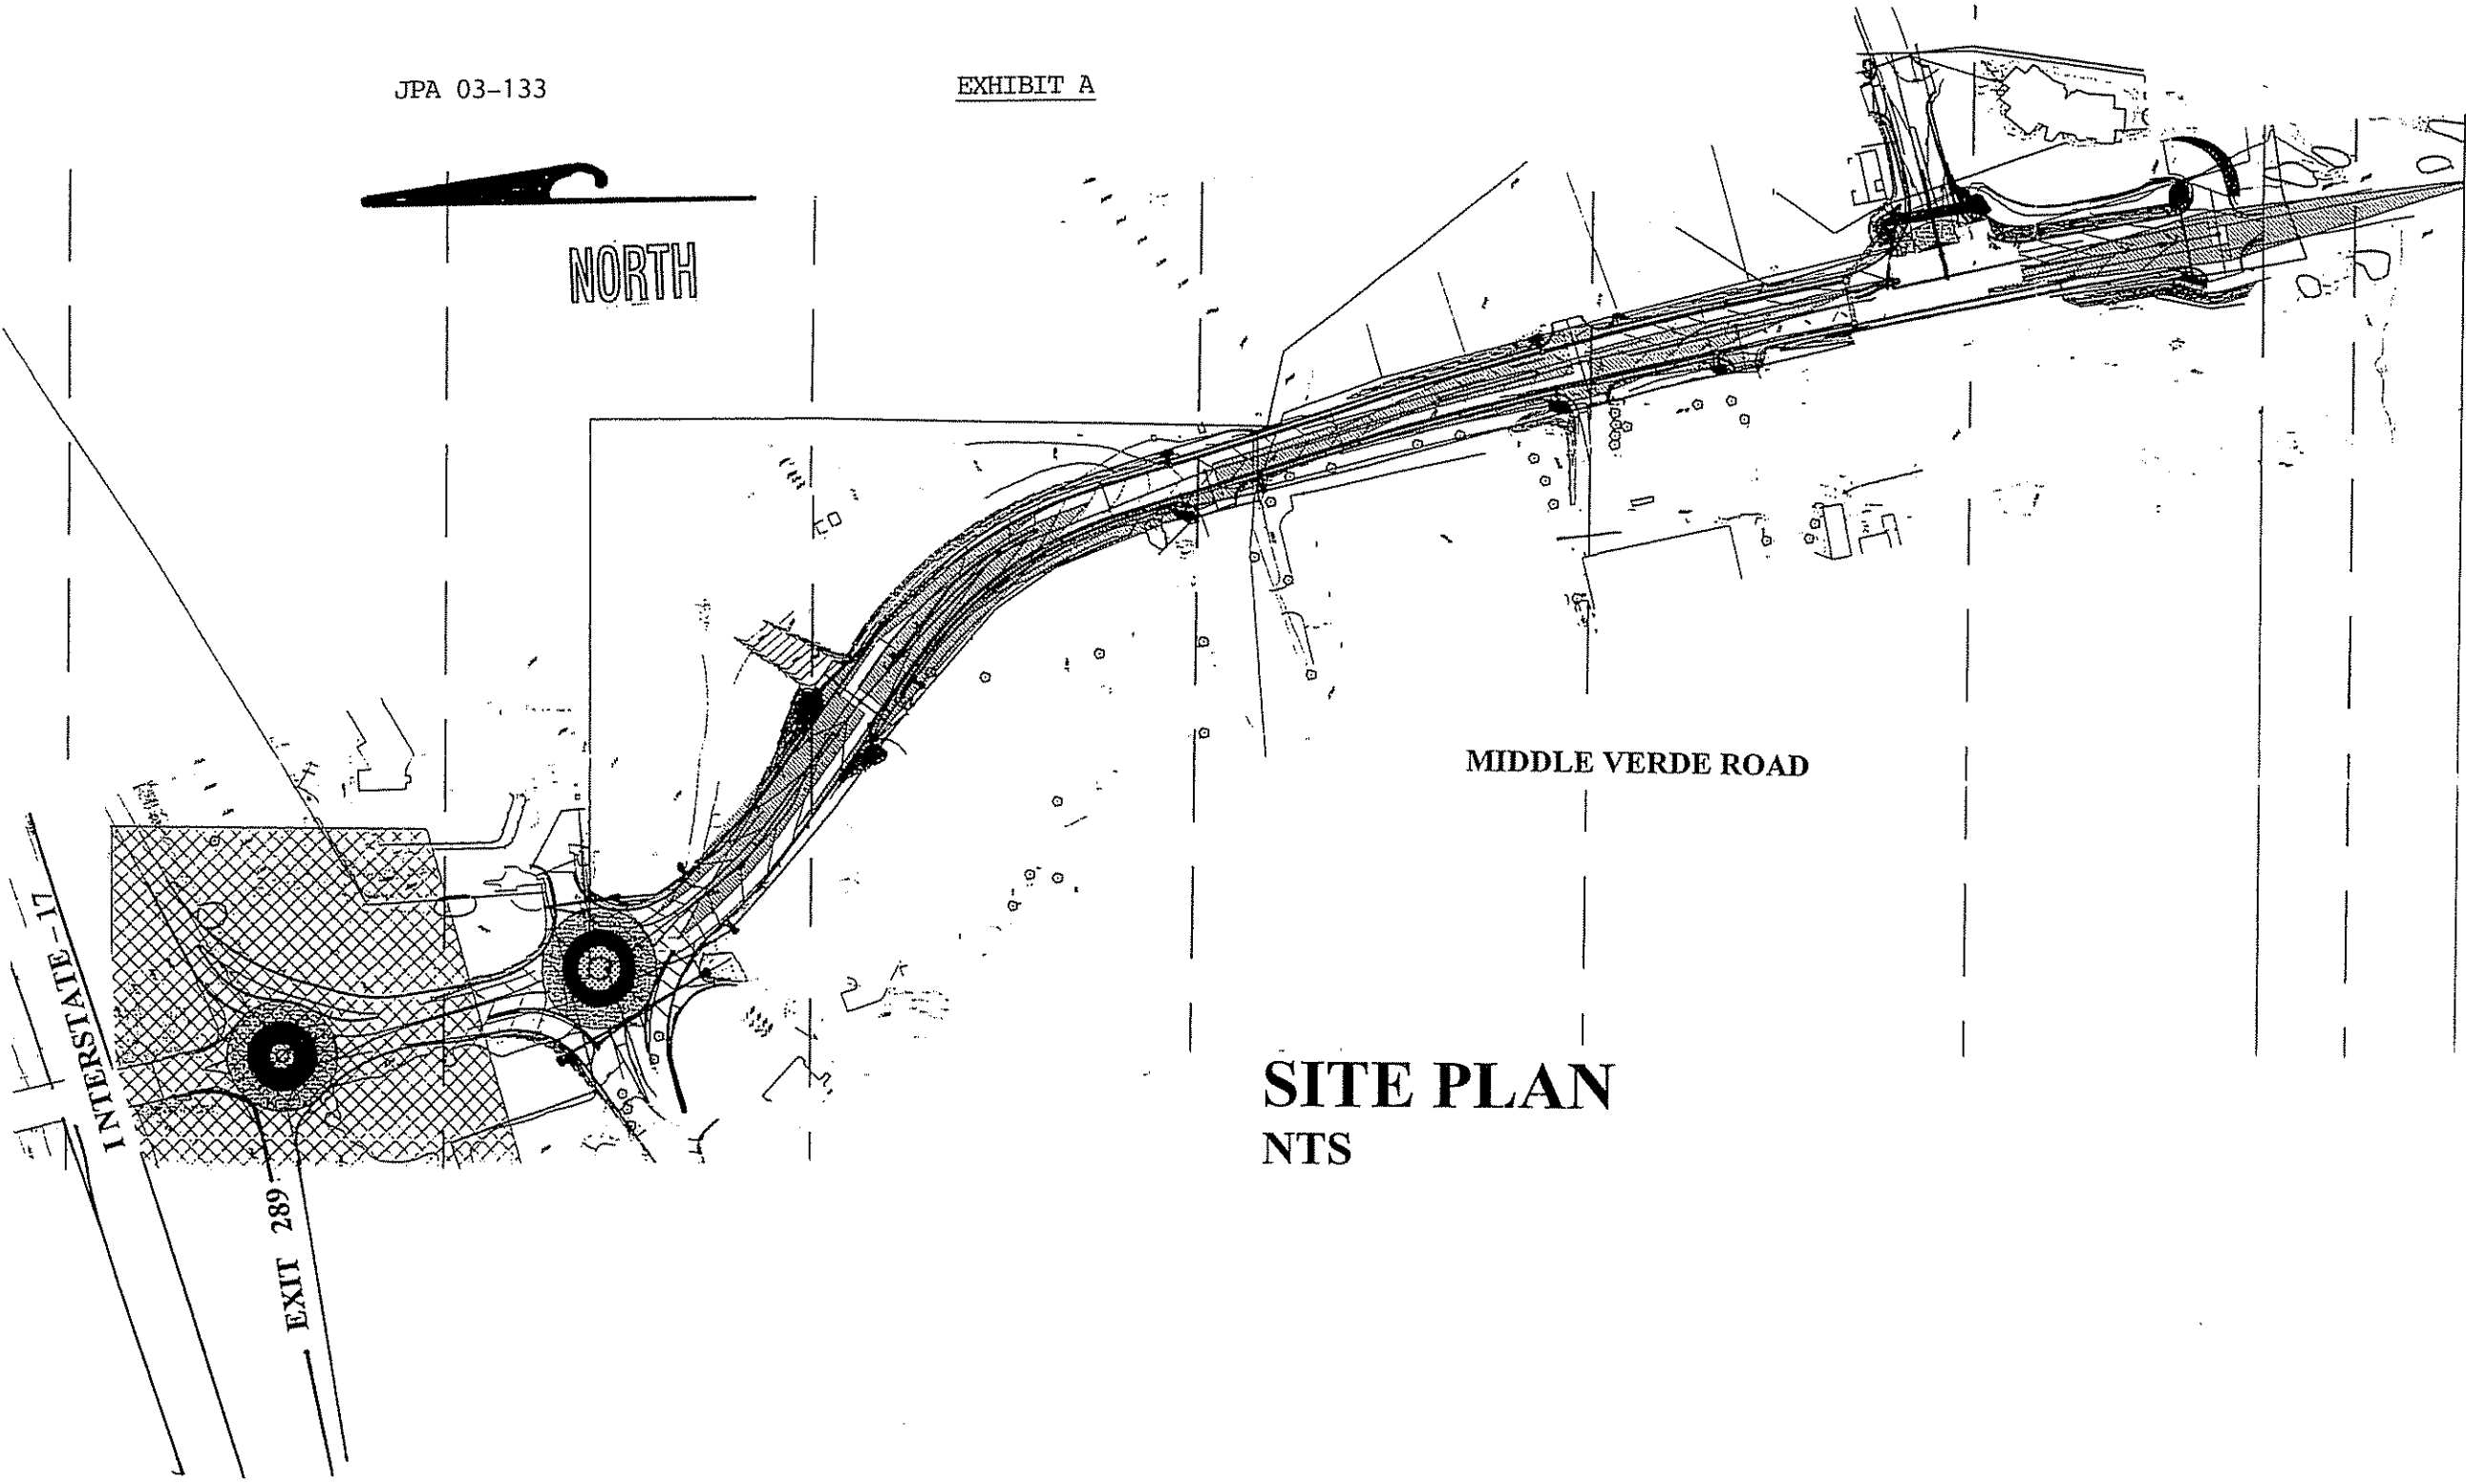 JPA 03-133
EXHIBIT A
NORTH
MIDDLE VERDE ROAD
INTERSTATE-17
SITE PLAN
NTS
EXIT 289